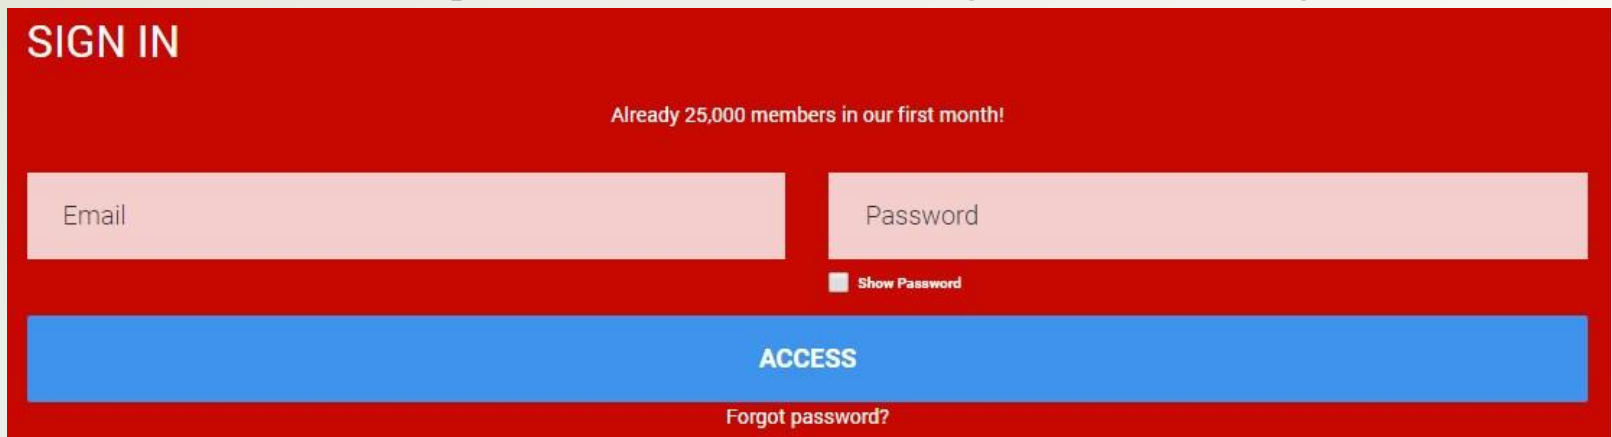 SIGN IN
Already 25,000 members in our first month!
Email
Password
Show Password
ACCESS
Forgot password?